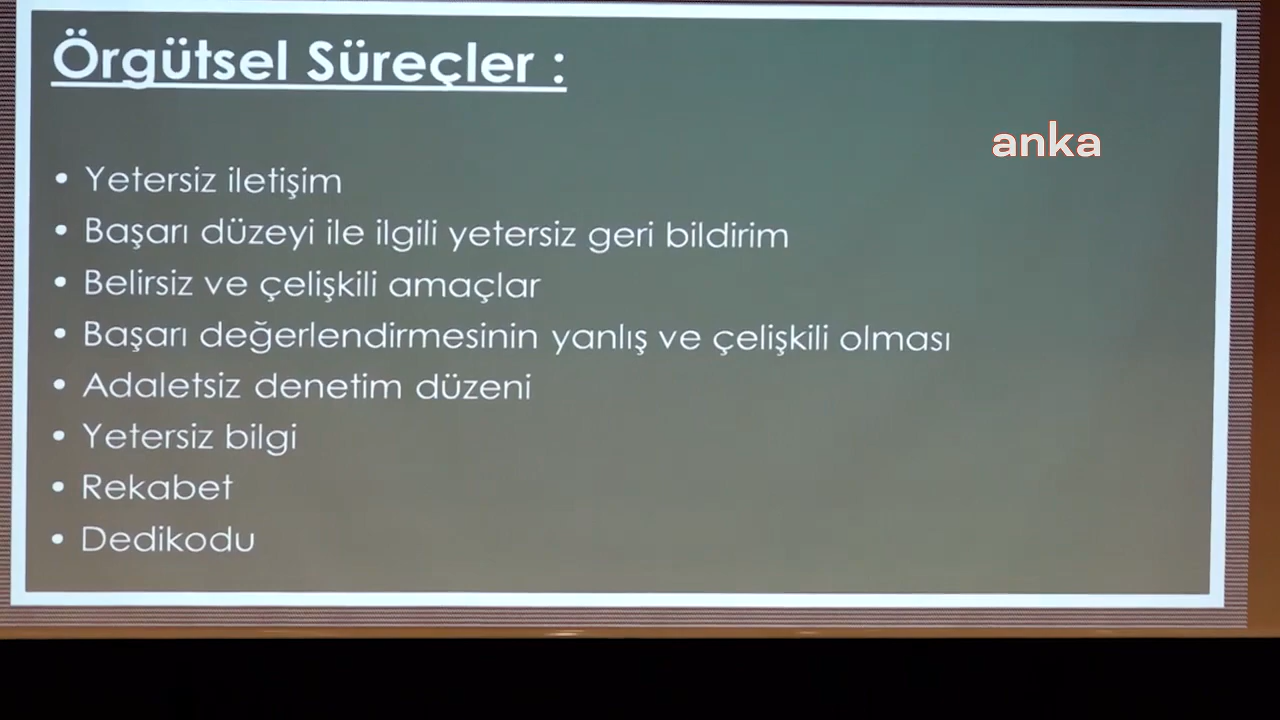 Örgütsel Süreçler :
anka
• Yetersiz iletişim
• Başarı düzeyi ile ilgili yetersiz geri bildirim
• Belirsiz ve çelişkili amaçlar
• Başarı değerlendirmesinin yanlış ve çelişkili olması
• Adaletsiz denetim düzeni
• Yetersiz bilgi
• Rekabet
• Dedikodu